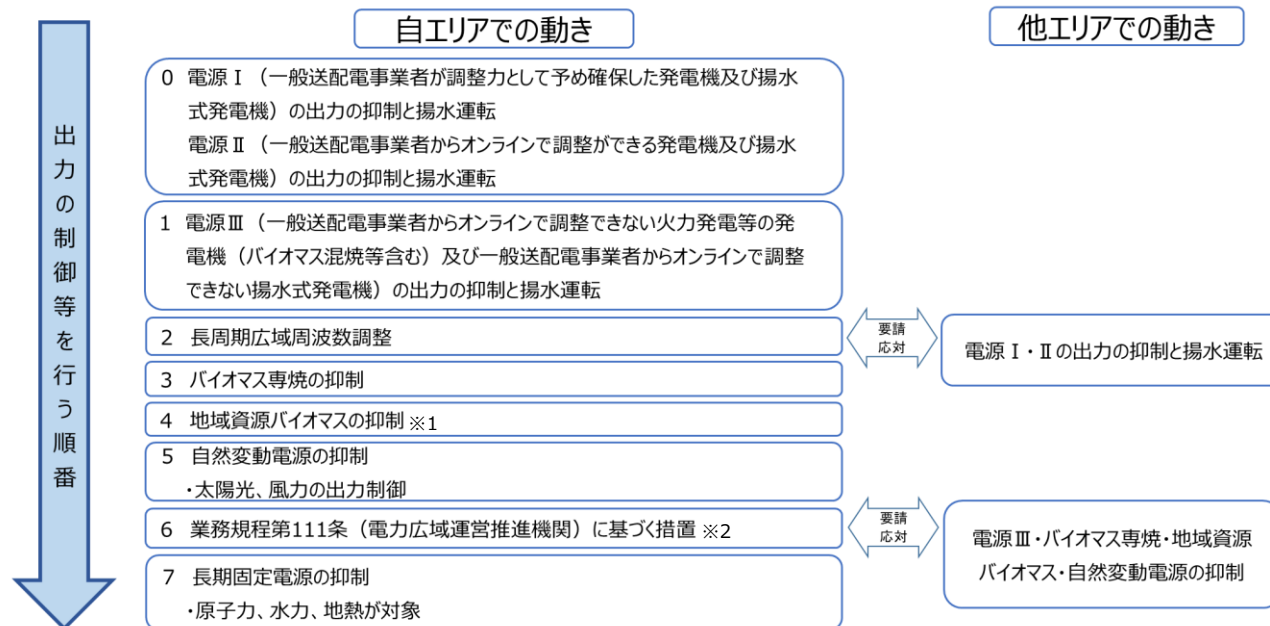 自エリアでの動き
他エリアでの動き
出力の制御等を行う順番
0 電源Ⅰ（一般送配電事業者が調整力として予め確保した発電機及び揚水
式発電機）の出力の抑制と揚水運転
電源Ⅱ（一般送配電事業者からオンラインで調整ができる発電機及び揚水
式発電機）の出力の抑制と揚水運転
1 電源Ⅲ（一般送配電事業者からオンラインで調整できない火力発電等の発
電機（バイオマス混焼等含む）及び一般送配電事業者からオンラインで調整
できない揚水式発電機）の出力の抑制と揚水運転
2 長周期広域周波数調整
要請
応対
電源Ⅰ・Ⅱの出力の抑制と揚水運転
3 バイオマス専焼の抑制
4 地域資源バイオマスの抑制 ※1
5 自然変動電源の抑制
・太陽光、風力の出力制御
6 業務規程第111条（電力広域運営推進機関）に基づく措置 ※2
要請
応対
電源Ⅲ・バイオマス専焼・地域資源
バイオマス・自然変動電源の抑制
7 長期固定電源の抑制
・原子力、水力、地熱が対象